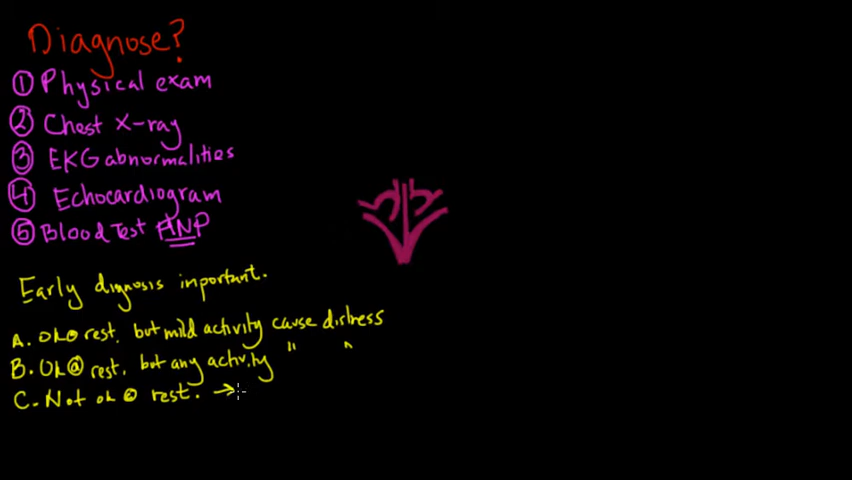 Diagnose?
① Physical exam
② Chest X-ray
③ EKG abnormalities
④ Echocardiogram
⑤ Blood Test ANP
Early dignosis important.
A. Ok @ rest, but mild activity cause distress
B. Ok @ rest, but any activity " "
C. Not ok @ rest. →